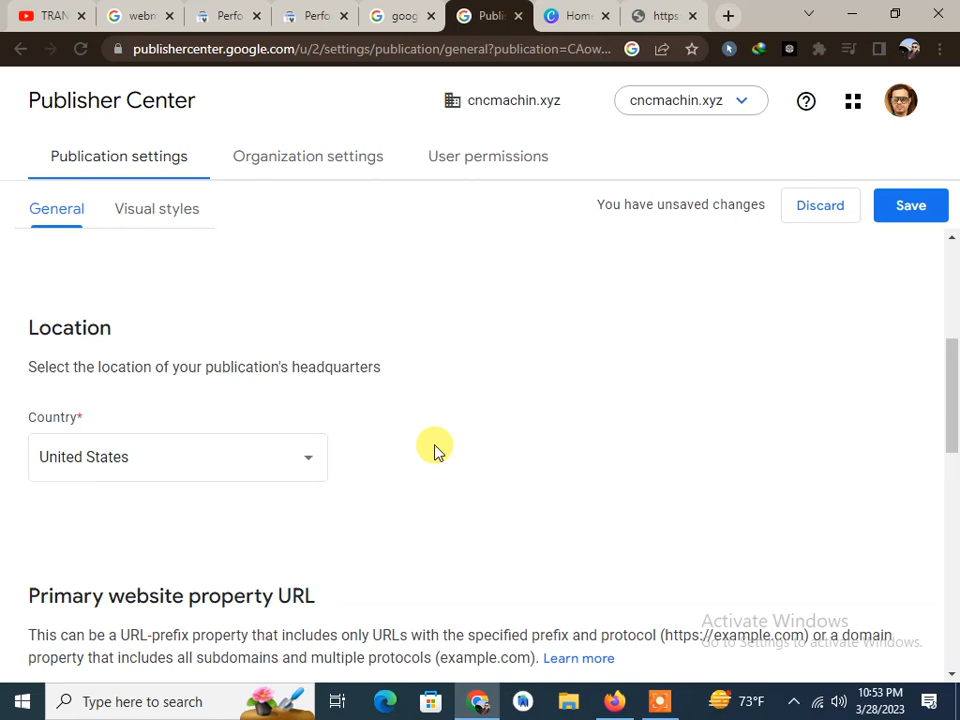 TRAN
webm
Perfo
Perfo
goog
Publi
Home
https
publishercenter.google.com/u/2/settings/publication/general?publication=CAow...
Publisher Center
cncmachin.xyz
cncmachin.xyz
Publication settings
Organization settings
User permissions
General
Visual styles
You have unsaved changes
Discard
Save
Location
Select the location of your publication's headquarters
Country*
United States
Primary website property URL
This can be a URL-prefix property that includes only URLs with the specified prefix and protocol (https://example.com) or a domain
property that includes all subdomains and multiple protocols (example.com). Learn more
Activate Windows
Go to Settings to activate Windows.
Type here to search
73°F
10:53 PM
3/28/2023